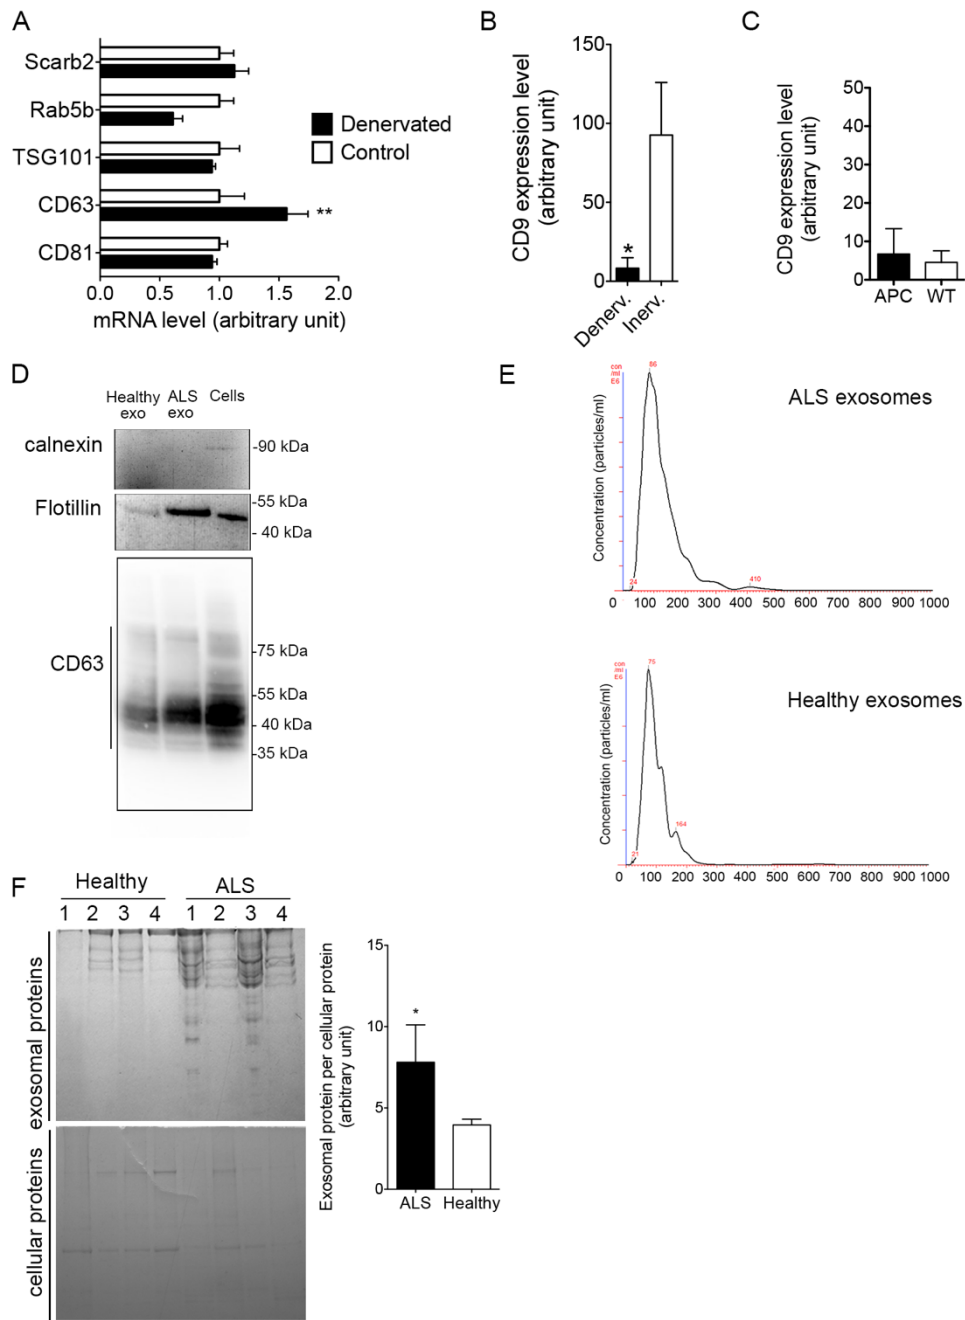 A
Scarb2
Rab5b
TSG101
CD63
CD81
**
Denervated
Control
0.0 0.5 1.0 1.5 2.0
mRNA level (arbitrary unit)
B
CD9 expression level
(arbitrary unit)
150
100
50
0
*
Denerv.
Inerv.
C
CD9 expression level
(arbitrary unit)
50
40
30
20
10
0
APC WT
D
Healthy exo
ALS exo
Cells
calnexin
-90 kDa
Flotillin
-55 kDa
- 40 kDa
CD63
-75 kDa
-55 kDa
-40 kDa
-35 kDa
E
con
/ml
E6
86
24
410
Concentration (particles/ml)
0 100 200 300 400 500 600 700 800 900 1000
ALS exosomes
con
/ml
E6
75
164
21
Concentration (particles/ml)
0 100 200 300 400 500 600 700 800 900 1000
Healthy exosomes
F
Healthy ALS
1 2 3 4 1 2 3 4
exosomal proteins
cellular proteins
Exosomal protein per cellular protein
(arbitrary unit)
15
10
5
0
*
ALS Healthy